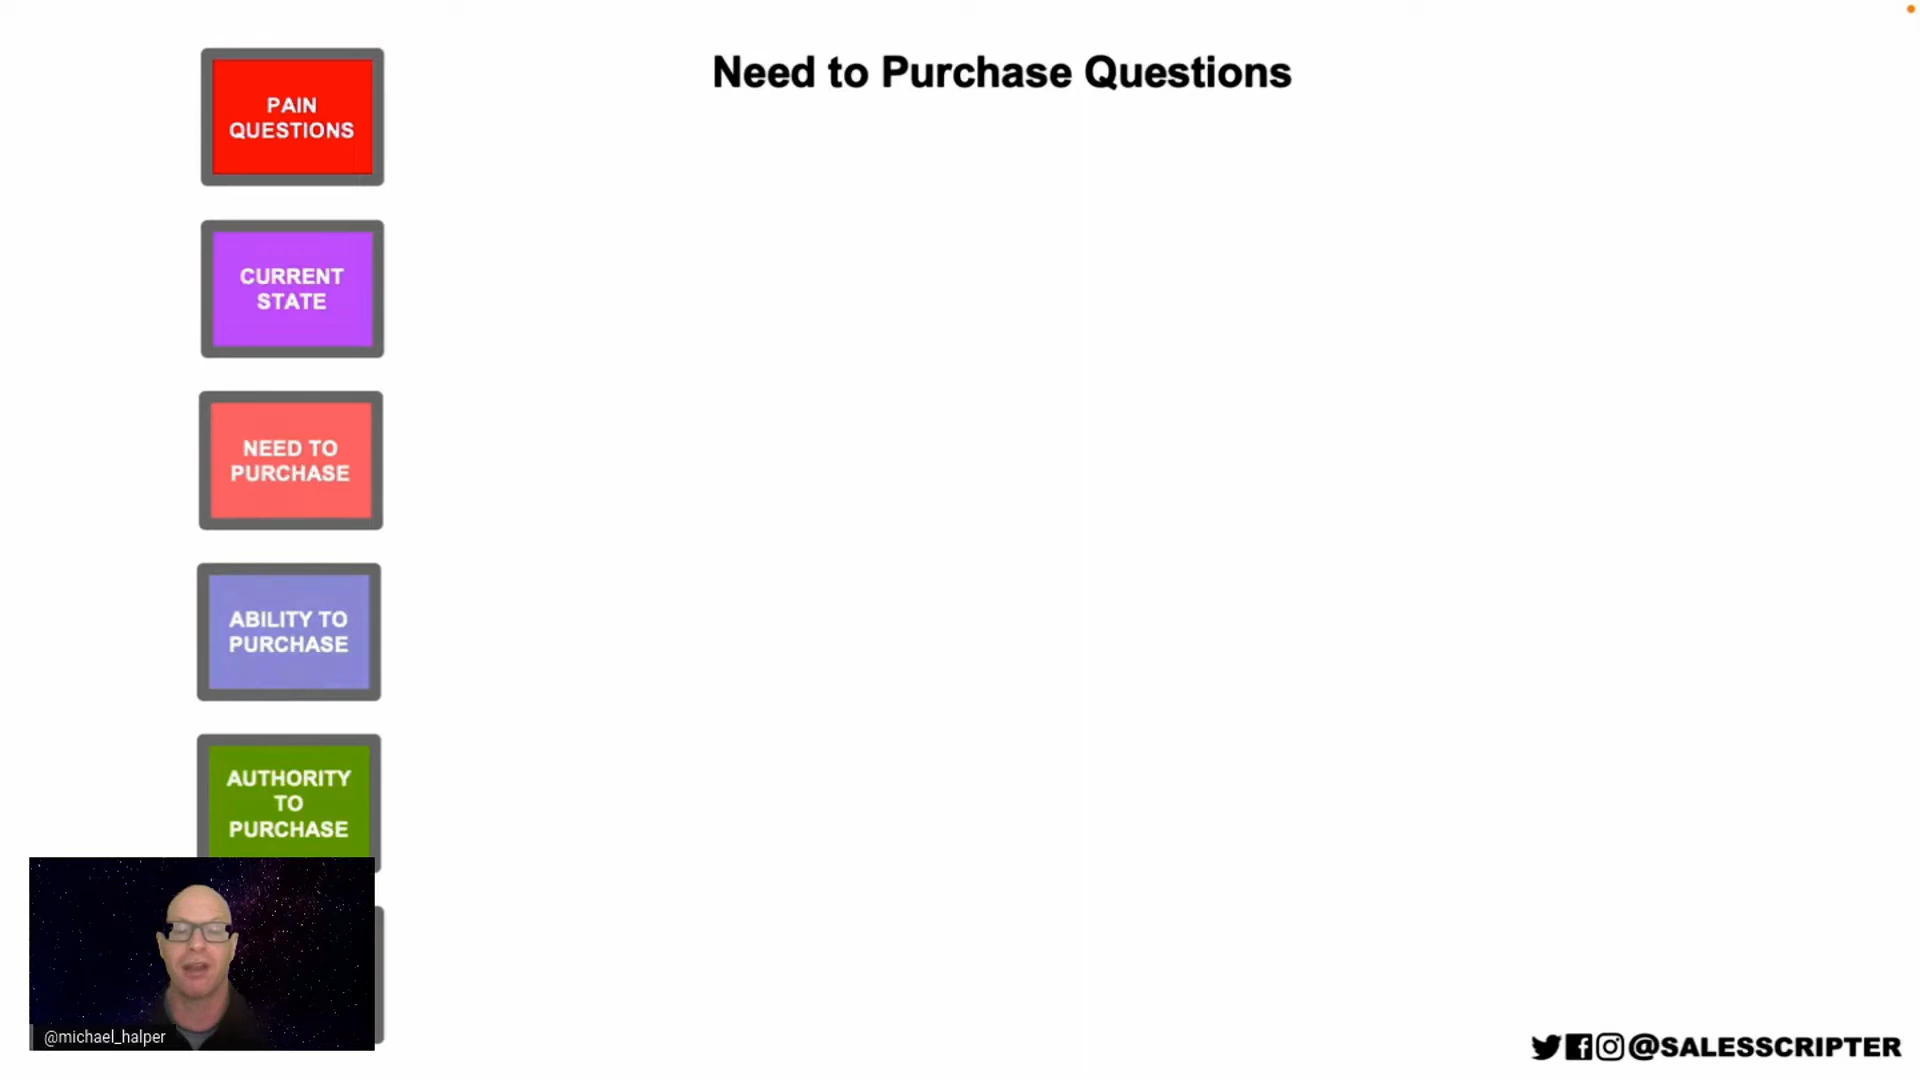 Need to Purchase Questions
PAIN
QUESTIONS
CURRENT
STATE
NEED TO
PURCHASE
ABILITY TO
PURCHASE
AUTHORITY
TO
PURCHASE
@michael_halper
@SALESSCRIPTER